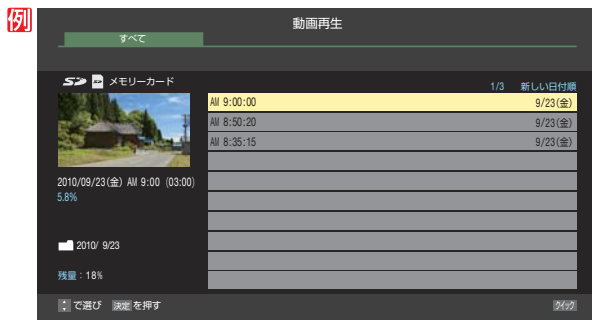 例
動画再生
すべて
SD メモリーカード
1/3 新しい日付順
AM 9:00:00 9/23(金)
AM 8:50:20 9/23(金)
AM 8:35:15 9/23(金)
2010/09/23(金) AM 9:00 (03:00)
5.8%
2010/ 9/23
残量：18%
で選び 決定 を押す
クイック